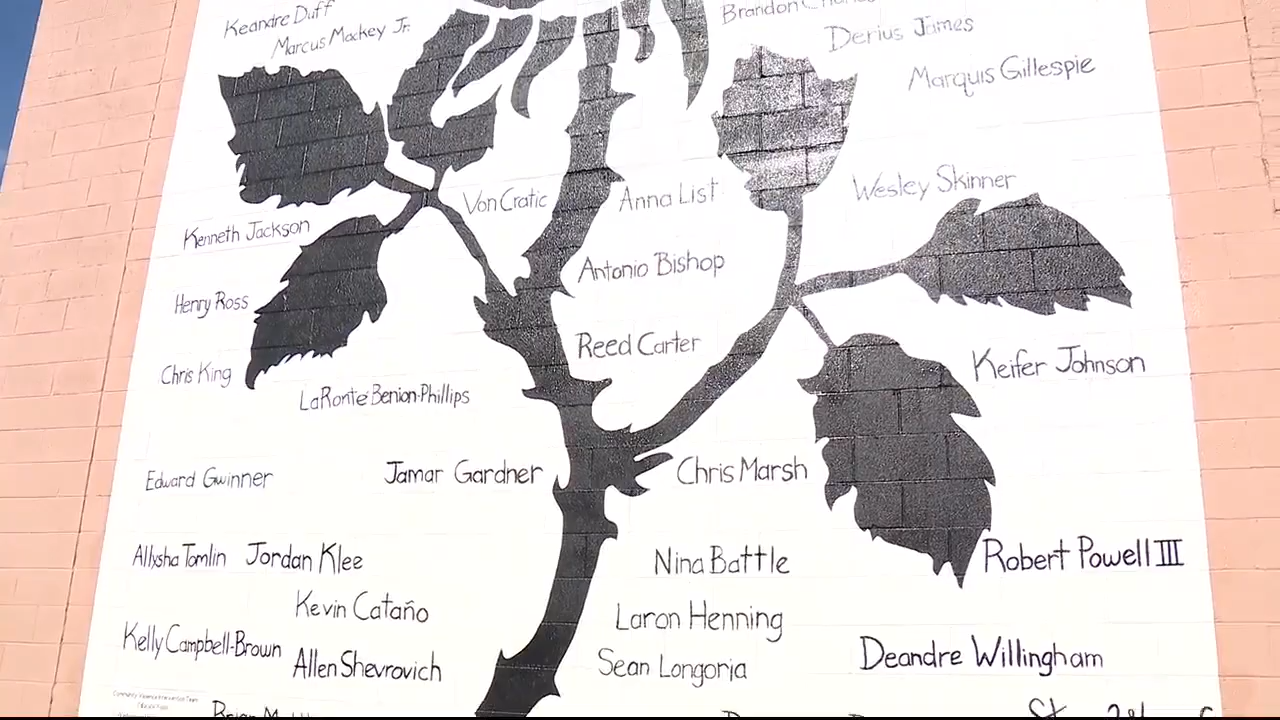 Keandre Duff
Marcus Mackey Jr.
Brandon
Derius James
Marquis Gillespie
Von Cratic
Anna List
Wesley Skinner
Kenneth Jackson
Antonio Bishop
Henry Ross
Reed Carter
Chris King
Keifer Johnson
LaRonte' Benion-Phillips
Edward Gwinner
Jamar Gardner
Chris Marsh
Allysha Tomlin
Jordan Klee
Nina Battle
Robert Powell III
Kevin Cataño
Laron Henning
Kelly Campbell-Brown
Allen Shevrovich
Sean Longoria
Deandre Willingham